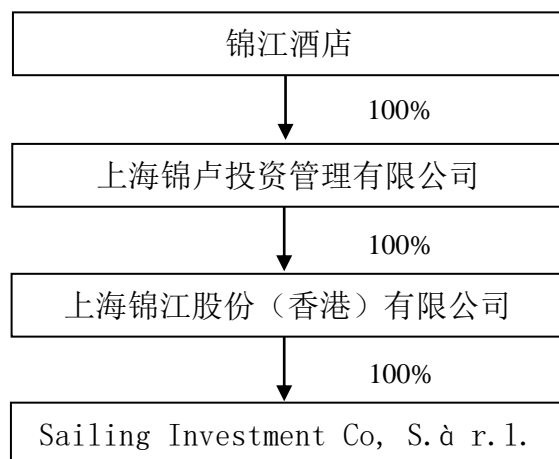 锦江酒店
100%
上海锦卢投资管理有限公司
100%
上海锦江股份（香港）有限公司
100%
Sailing Investment Co, S.à r.l.